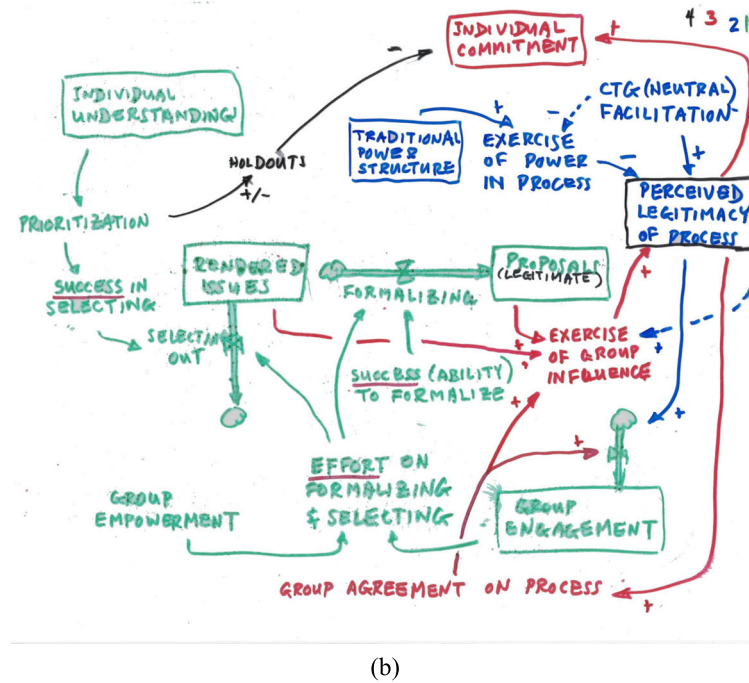 4 3 2 1
INDIVIDUAL
COMMITMENT
+
-
INDIVIDUAL
UNDERSTANDING
CTG (NEUTRAL)
FACILITATION
+
-
TRADITIONAL
POWER
STRUCTURE
EXERCISE
OF POWER
IN PROCESS
-
+
HOLDOUTS
+/-
PERCEIVED
LEGITIMACY
OF PROCESS
PRIORITIZATION
RENDERED
ISSUES
FORMALIZING
PROPOSALS
(LEGITIMATE)
+
SUCCESS IN
SELECTING
SELECTING
OUT
+
+
EXERCISE
OF GROUP
INFLUENCE
+
SUCCESS (ABILITY)
TO FORMALIZE
+
+
+
EFFORT ON
FORMALIZING
& SELECTING
GROUP
EMPOWERMENT
GROUP
ENGAGEMENT
GROUP AGREEMENT ON PROCESS
+
(b)